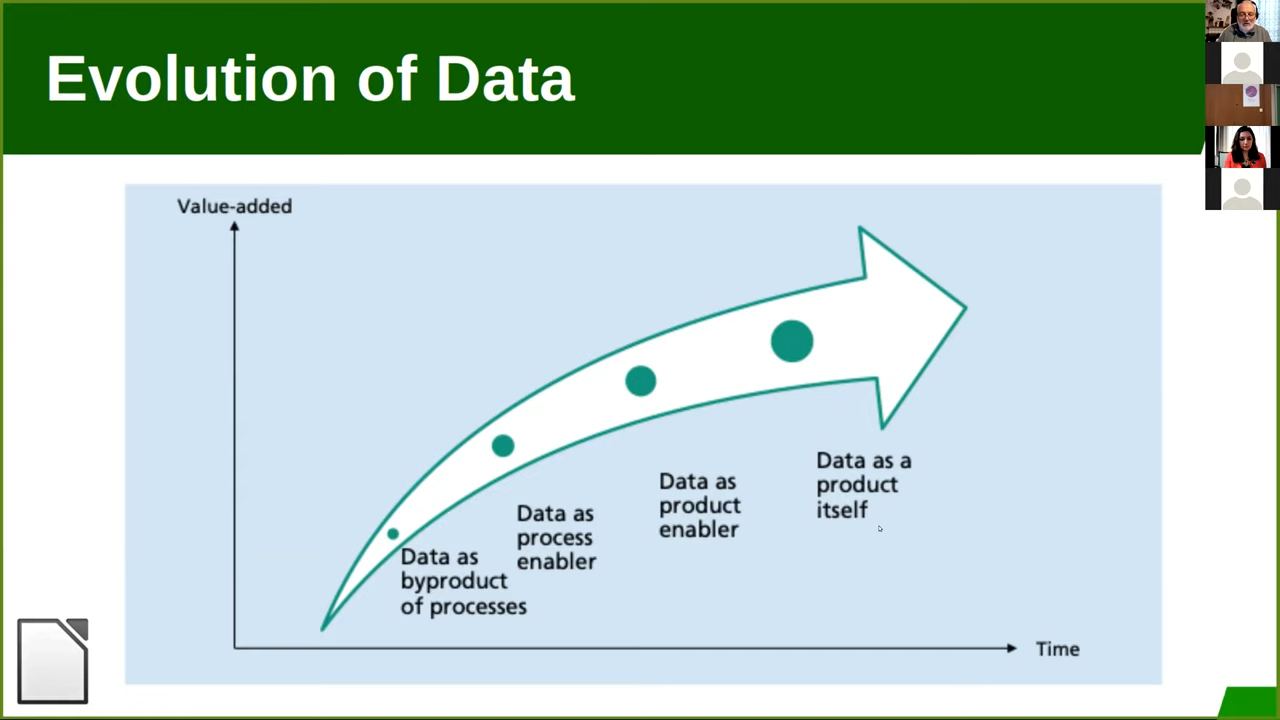 Evolution of Data
Value-added
Data as
byproduct
of processes
Data as
process
enabler
Data as
product
enabler
Data as a
product
itself
Time